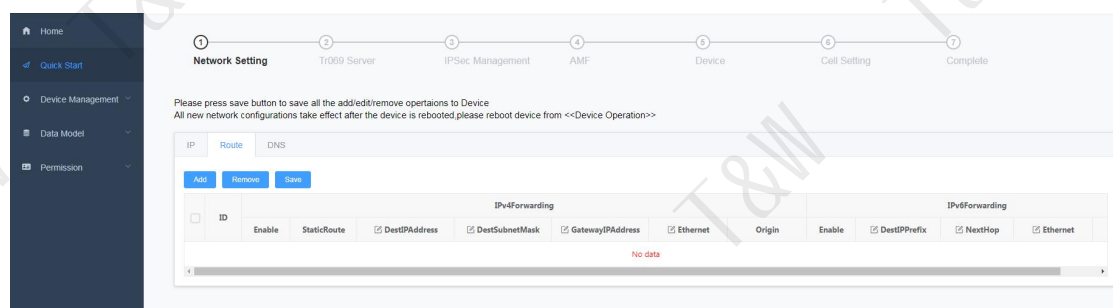 Home
Quick Start
Device Management
Data Model
Permission
1 2 3 4 5 6 7
Network Setting Tr069 Server IPSec Management AMF Device Cell Setting Complete
Please press save button to save all the add/edit/remove opertaions to Device
All new network configurations take effect after the device is rebooted,please reboot device from <<Device Operation>>
IP Route DNS
Add Remove Save
ID IPv4Forwarding IPv6Forwarding
Enable StaticRoute DestIPAddress DestSubnetMask GatewayIPAddress Ethernet Origin Enable DestIPPrefix NextHop Ethernet
No data
T&W
T&W